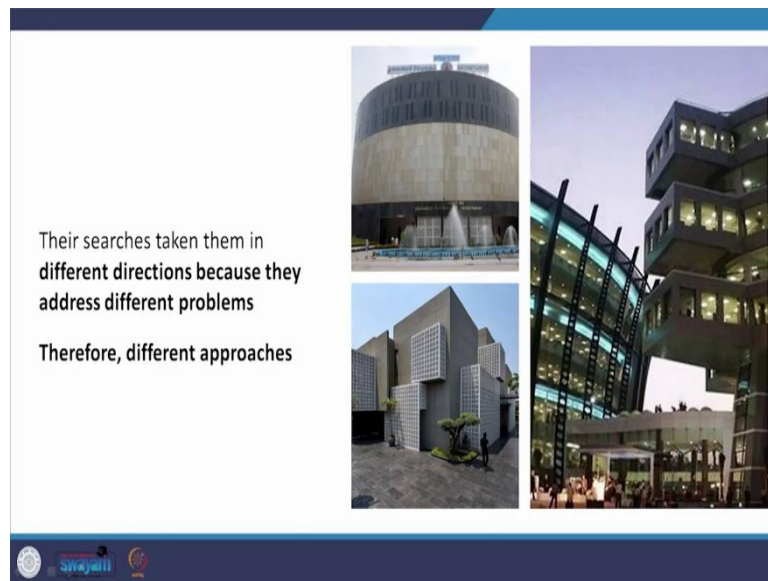 Their searches taken them in
different directions because they
address different problems
Therefore, different approaches
swayam